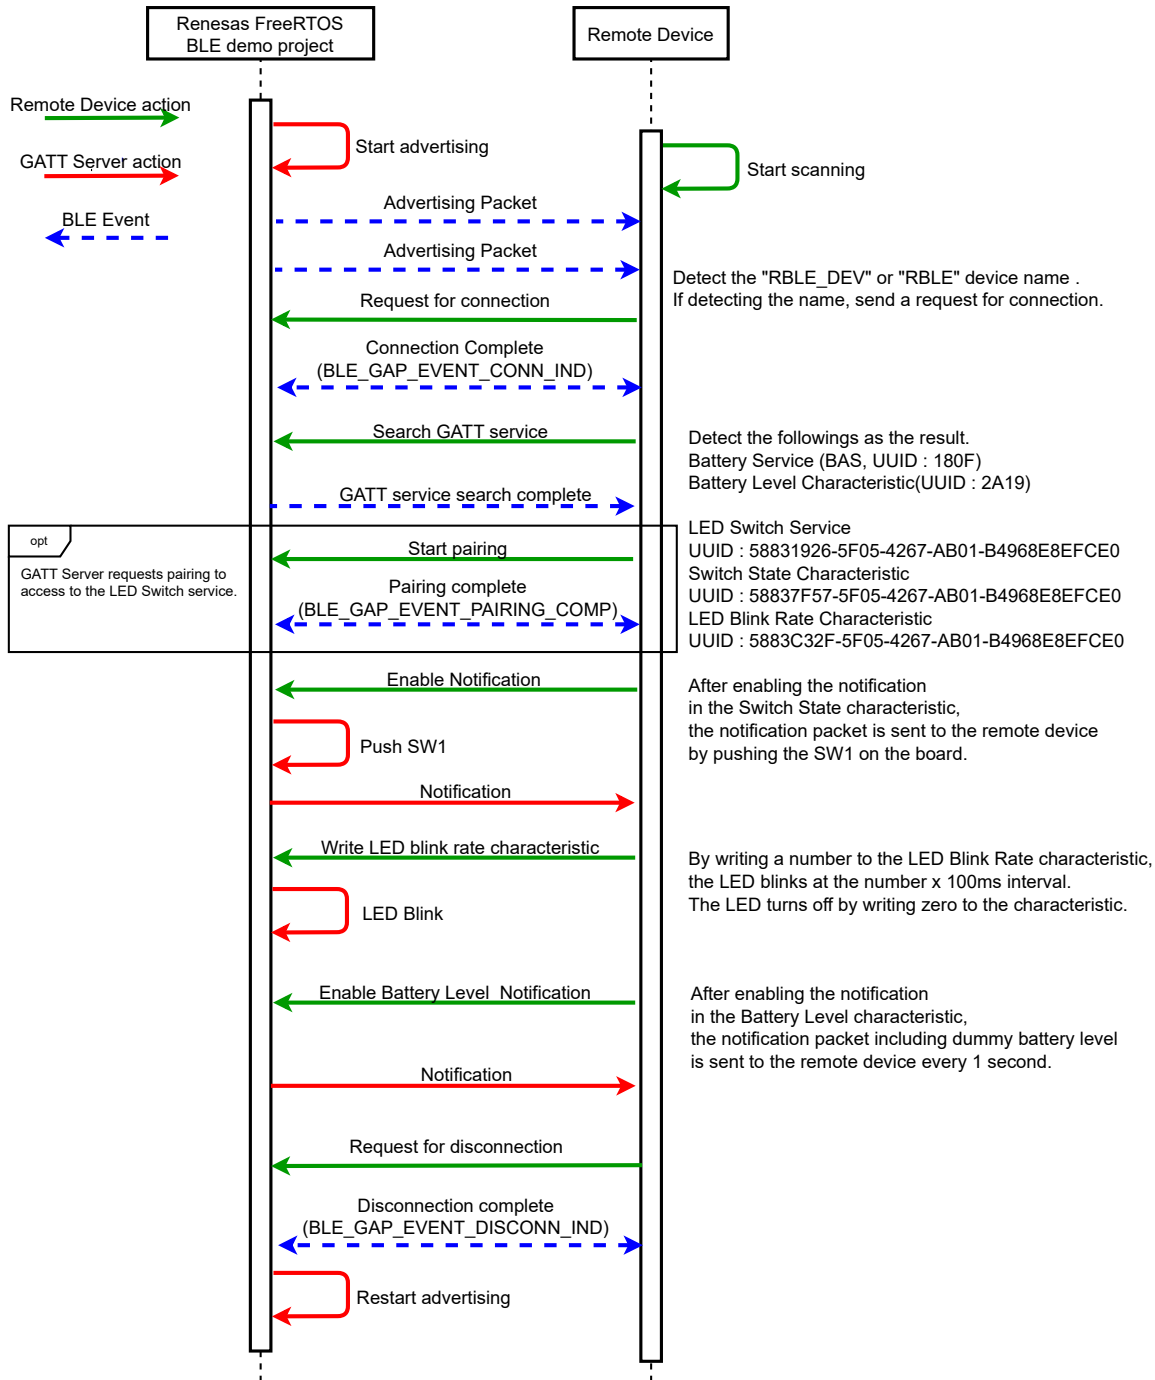 Renesas FreeRTOS
BLE demo project
Remote Device
Remote Device action
GATT Server action
BLE Event
Start advertising
Start scanning
Advertising Packet
Advertising Packet
Detect the "RBLE_DEV" or "RBLE" device name .
If detecting the name, send a request for connection.
Request for connection
Connection Complete
(BLE_GAP_EVENT_CONN_IND)
Search GATT service
Detect the followings as the result.
Battery Service (BAS, UUID : 180F)
Battery Level Characteristic(UUID : 2A19)
GATT service search complete
LED Switch Service
UUID : 58831926-5F05-4267-AB01-B4968E8EFCE0
Switch State Characteristic
UUID : 58837F57-5F05-4267-AB01-B4968E8EFCE0
LED Blink Rate Characteristic
UUID : 5883C32F-5F05-4267-AB01-B4968E8EFCE0
opt
GATT Server requests pairing to
access to the LED Switch service.
Start pairing
Pairing complete
(BLE_GAP_EVENT_PAIRING_COMP)
Enable Notification
After enabling the notification
in the Switch State characteristic,
the notification packet is sent to the remote device
by pushing the SW1 on the board.
Push SW1
Notification
Write LED blink rate characteristic
By writing a number to the LED Blink Rate characteristic,
the LED blinks at the number x 100ms interval.
The LED turns off by writing zero to the characteristic.
LED Blink
Enable Battery Level  Notification
After enabling the notification
in the Battery Level characteristic,
the notification packet including dummy battery level
is sent to the remote device every 1 second.
Notification
Request for disconnection
Disconnection complete
(BLE_GAP_EVENT_DISCONN_IND)
Restart advertising